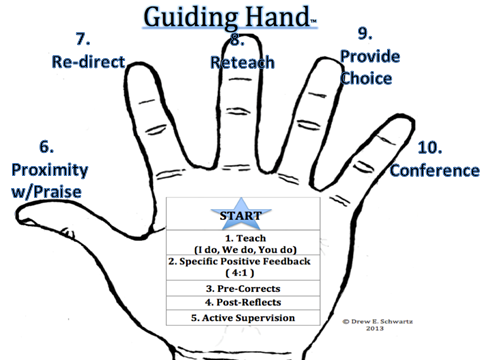 Guiding Hand™
7.
Re-direct
8.
Reteach
9.
Provide
Choice
6.
Proximity
w/Praise
10.
Conference
START
1. Teach
(I do, We do, You do)
2. Specific Positive Feedback
( 4:1 )
3. Pre-Corrects
4. Post-Reflects
5. Active Supervision
© Drew E. Schwartz
2013